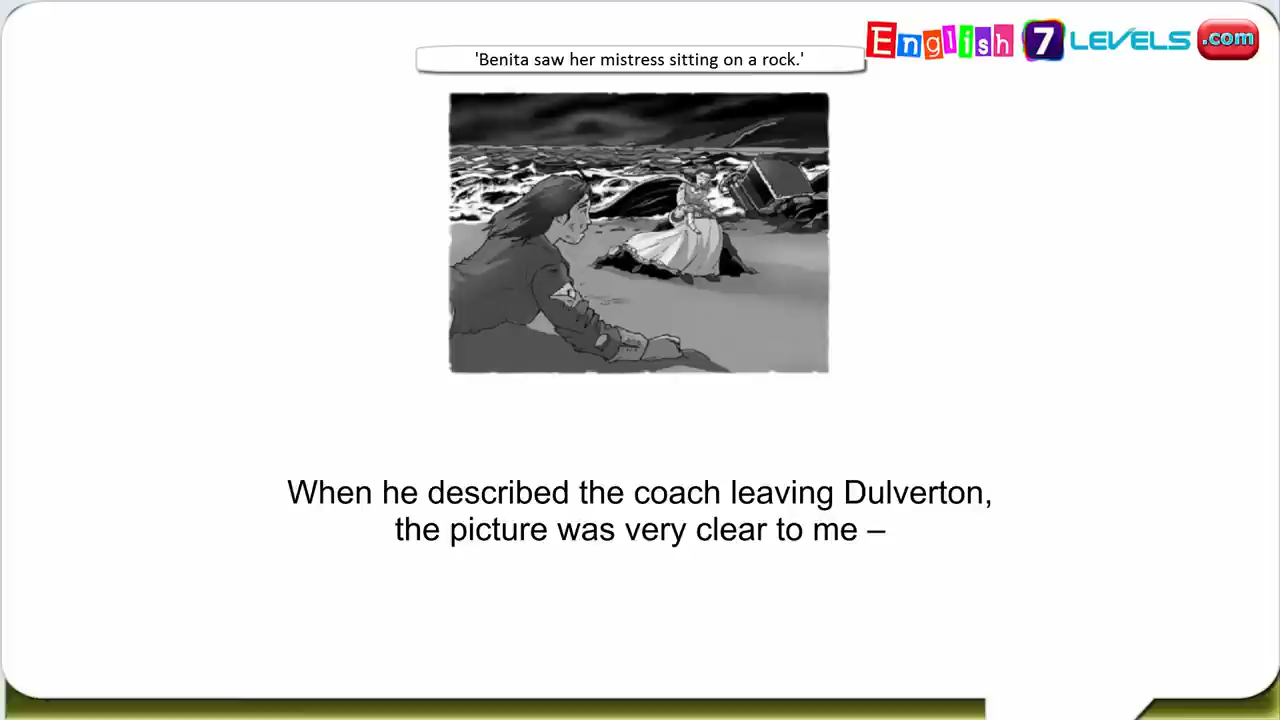 English 7 LEVELS .com
'Benita saw her mistress sitting on a rock.'
When he described the coach leaving Dulverton,
the picture was very clear to me –